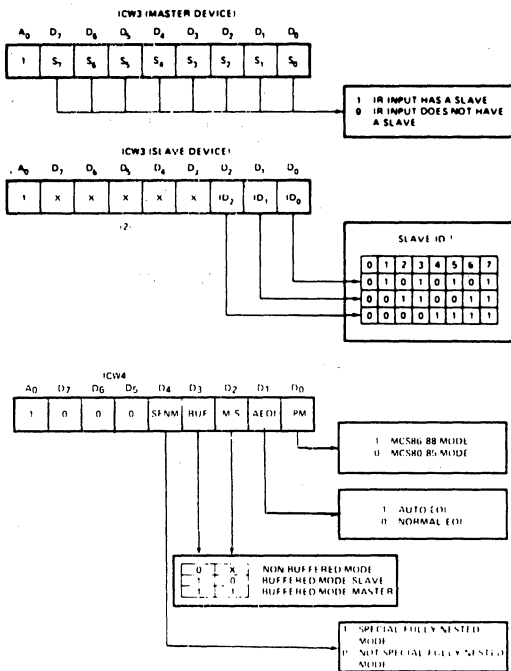 ICW3 (MASTER DEVICE)
A0 D7 D6 D5 D4 D3 D2 D1 D0
1 S7 S6 S5 S4 S3 S2 S1 S0
1 IR INPUT HAS A SLAVE
0 IR INPUT DOES NOT HAVE
A SLAVE
ICW3 (SLAVE DEVICE)
A0 D7 D6 D5 D4 D3 D2 D1 D0
1 X X X X X ID2 ID1 ID0
(2)
SLAVE ID 1
0 1 2 3 4 5 6 7
0 1 0 1 0 1 0 1
0 0 1 1 0 0 1 1
0 0 0 0 1 1 1 1
ICW4
A0 D7 D6 D5 D4 D3 D2 D1 D0
1 0 0 0 SFNM BUF M S AEOI PM
1 MCS86 88 MODE
0 MCS80 85 MODE
1 AUTO EOI
0 NORMAL EOI
0 X NON BUFFERED MODE
1 0 BUFFERED MODE SLAVE
1 1 BUFFERED MODE MASTER
1 SPECIAL FULLY NESTED
MODE
0 NOT SPECIAL FULLY NESTED
MODE